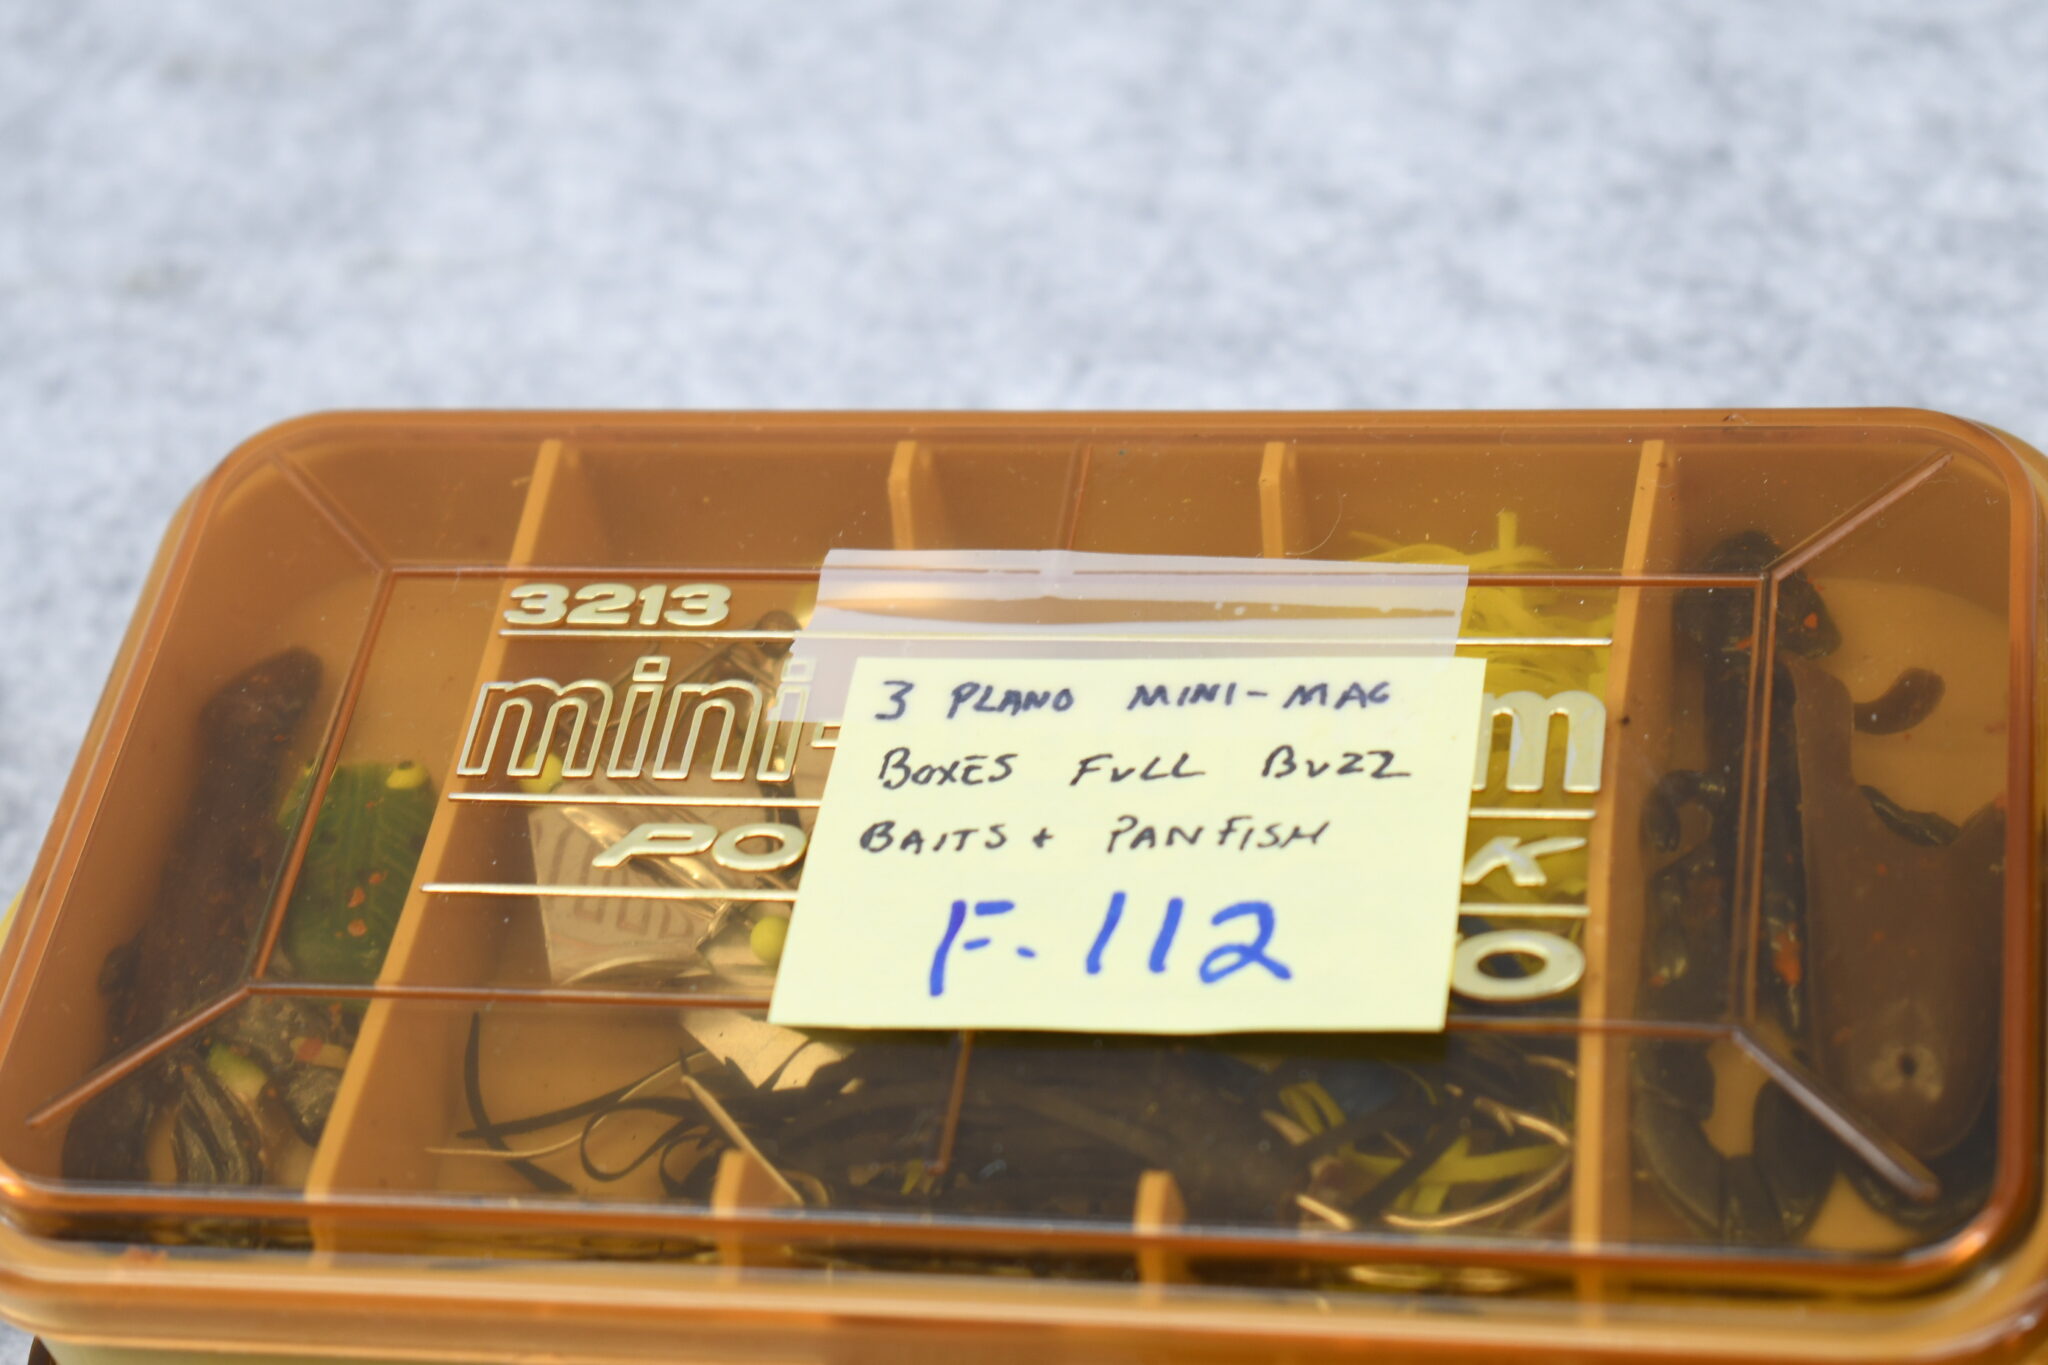 3213
mini-
m
PO
K
O
3 PLANO MINI-MAG
BOXES FULL BUZZ
BAITS + PANFISH
F-112